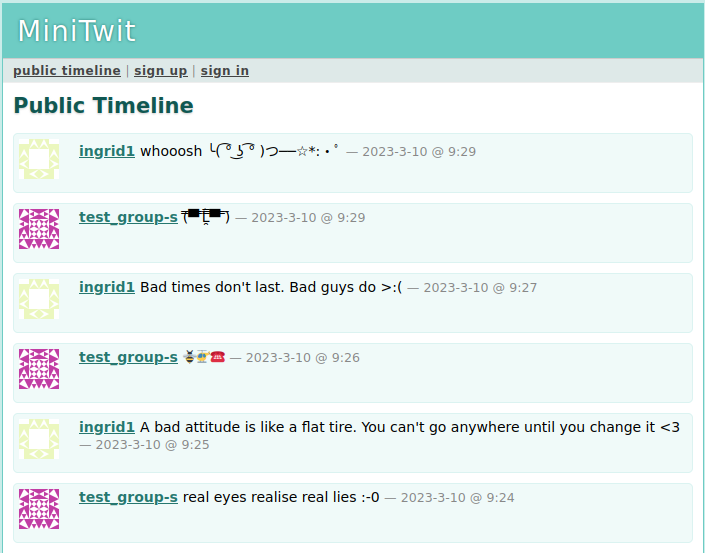 MiniTwit
public timeline | sign up | sign in
Public Timeline
ingrid1 whooosh ╰( ͡° ͜ʖ ͡° )つ──☆*:・ﾟ — 2023-3-10 @ 9:29
test_group-s ( ͡▀̿ ̿Ĺ̯▀̿ ̿) — 2023-3-10 @ 9:29
ingrid1 Bad times don't last. Bad guys do >:( — 2023-3-10 @ 9:27
test_group-s 🐝🚏☎️ — 2023-3-10 @ 9:26
ingrid1 A bad attitude is like a flat tire. You can't go anywhere until you change it <3
— 2023-3-10 @ 9:25
test_group-s real eyes realise real lies :-0 — 2023-3-10 @ 9:24